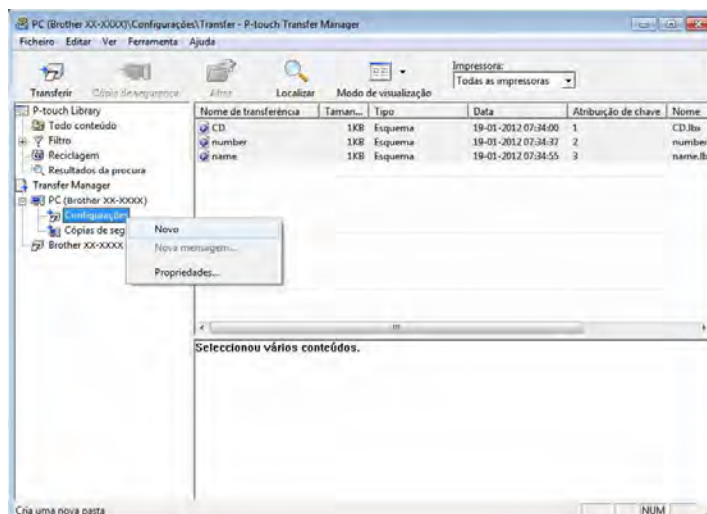 PC (Brother XX-XXXX)\Configurações\Transfer - P-touch Transfer Manager
Ficheiro Editar Ver Ferramenta Ajuda
Impressora:
Todas as impressoras
Transferir Cópia de segurança Abrir Localizar Modo de visualização
P-touch Library
Todo conteúdo
Filtro
Reciclagem
Resultados da procura
Transfer Manager
PC (Brother XX-XXXX)
Configurações
Cópias de seg
Brother XX-XXXX
Novo
Nova mensagem...
Propriedades...
Nome de transferência Taman... Tipo Data Atribuição de chave Nome
CD 1KB Esquema 19-01-2012 07:34:00 1 CD.lbx
number 1KB Esquema 19-01-2012 07:34:37 2 number
name 1KB Esquema 19-01-2012 07:34:55 3 name.lb
Seleccionou vários conteúdos.
Cria uma nova pasta NUM